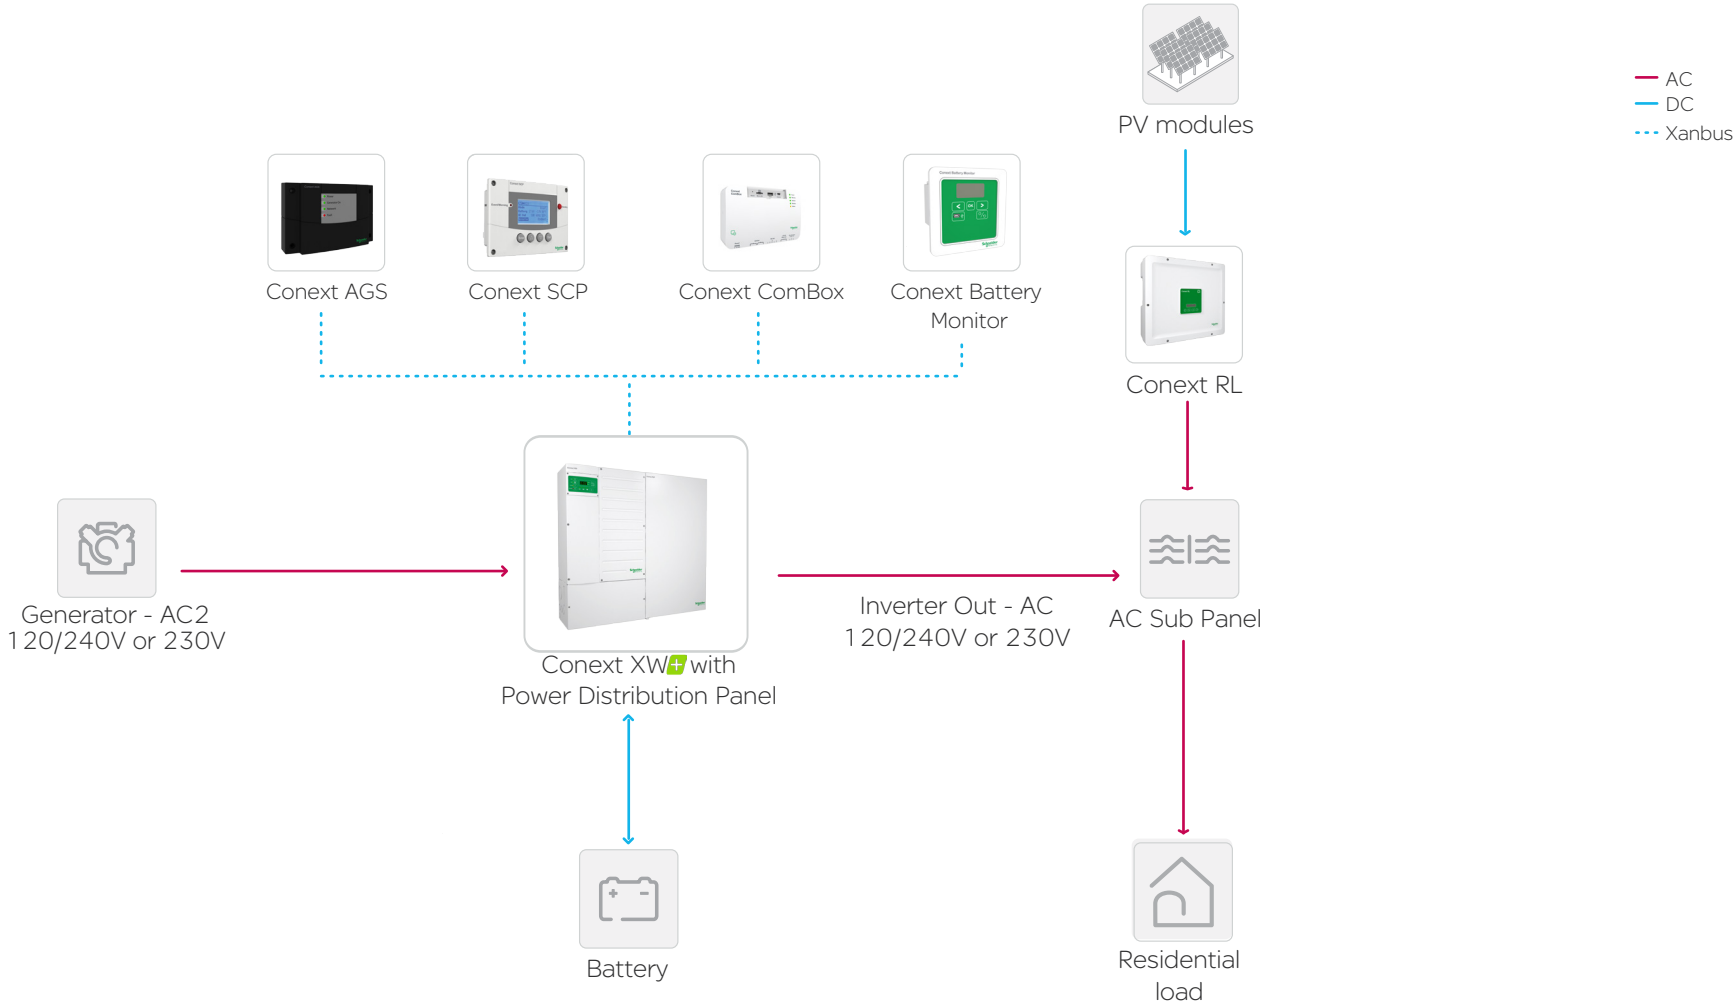 PV modules
AC
DC
Xanbus
Conext AGS
Conext SCP
Conext ComBox
Conext Battery
Monitor
Conext RL
Generator - AC2
120/240V or 230V
Conext XW+ with
Power Distribution Panel
Inverter Out - AC
120/240V or 230V
AC Sub Panel
Battery
Residential
load